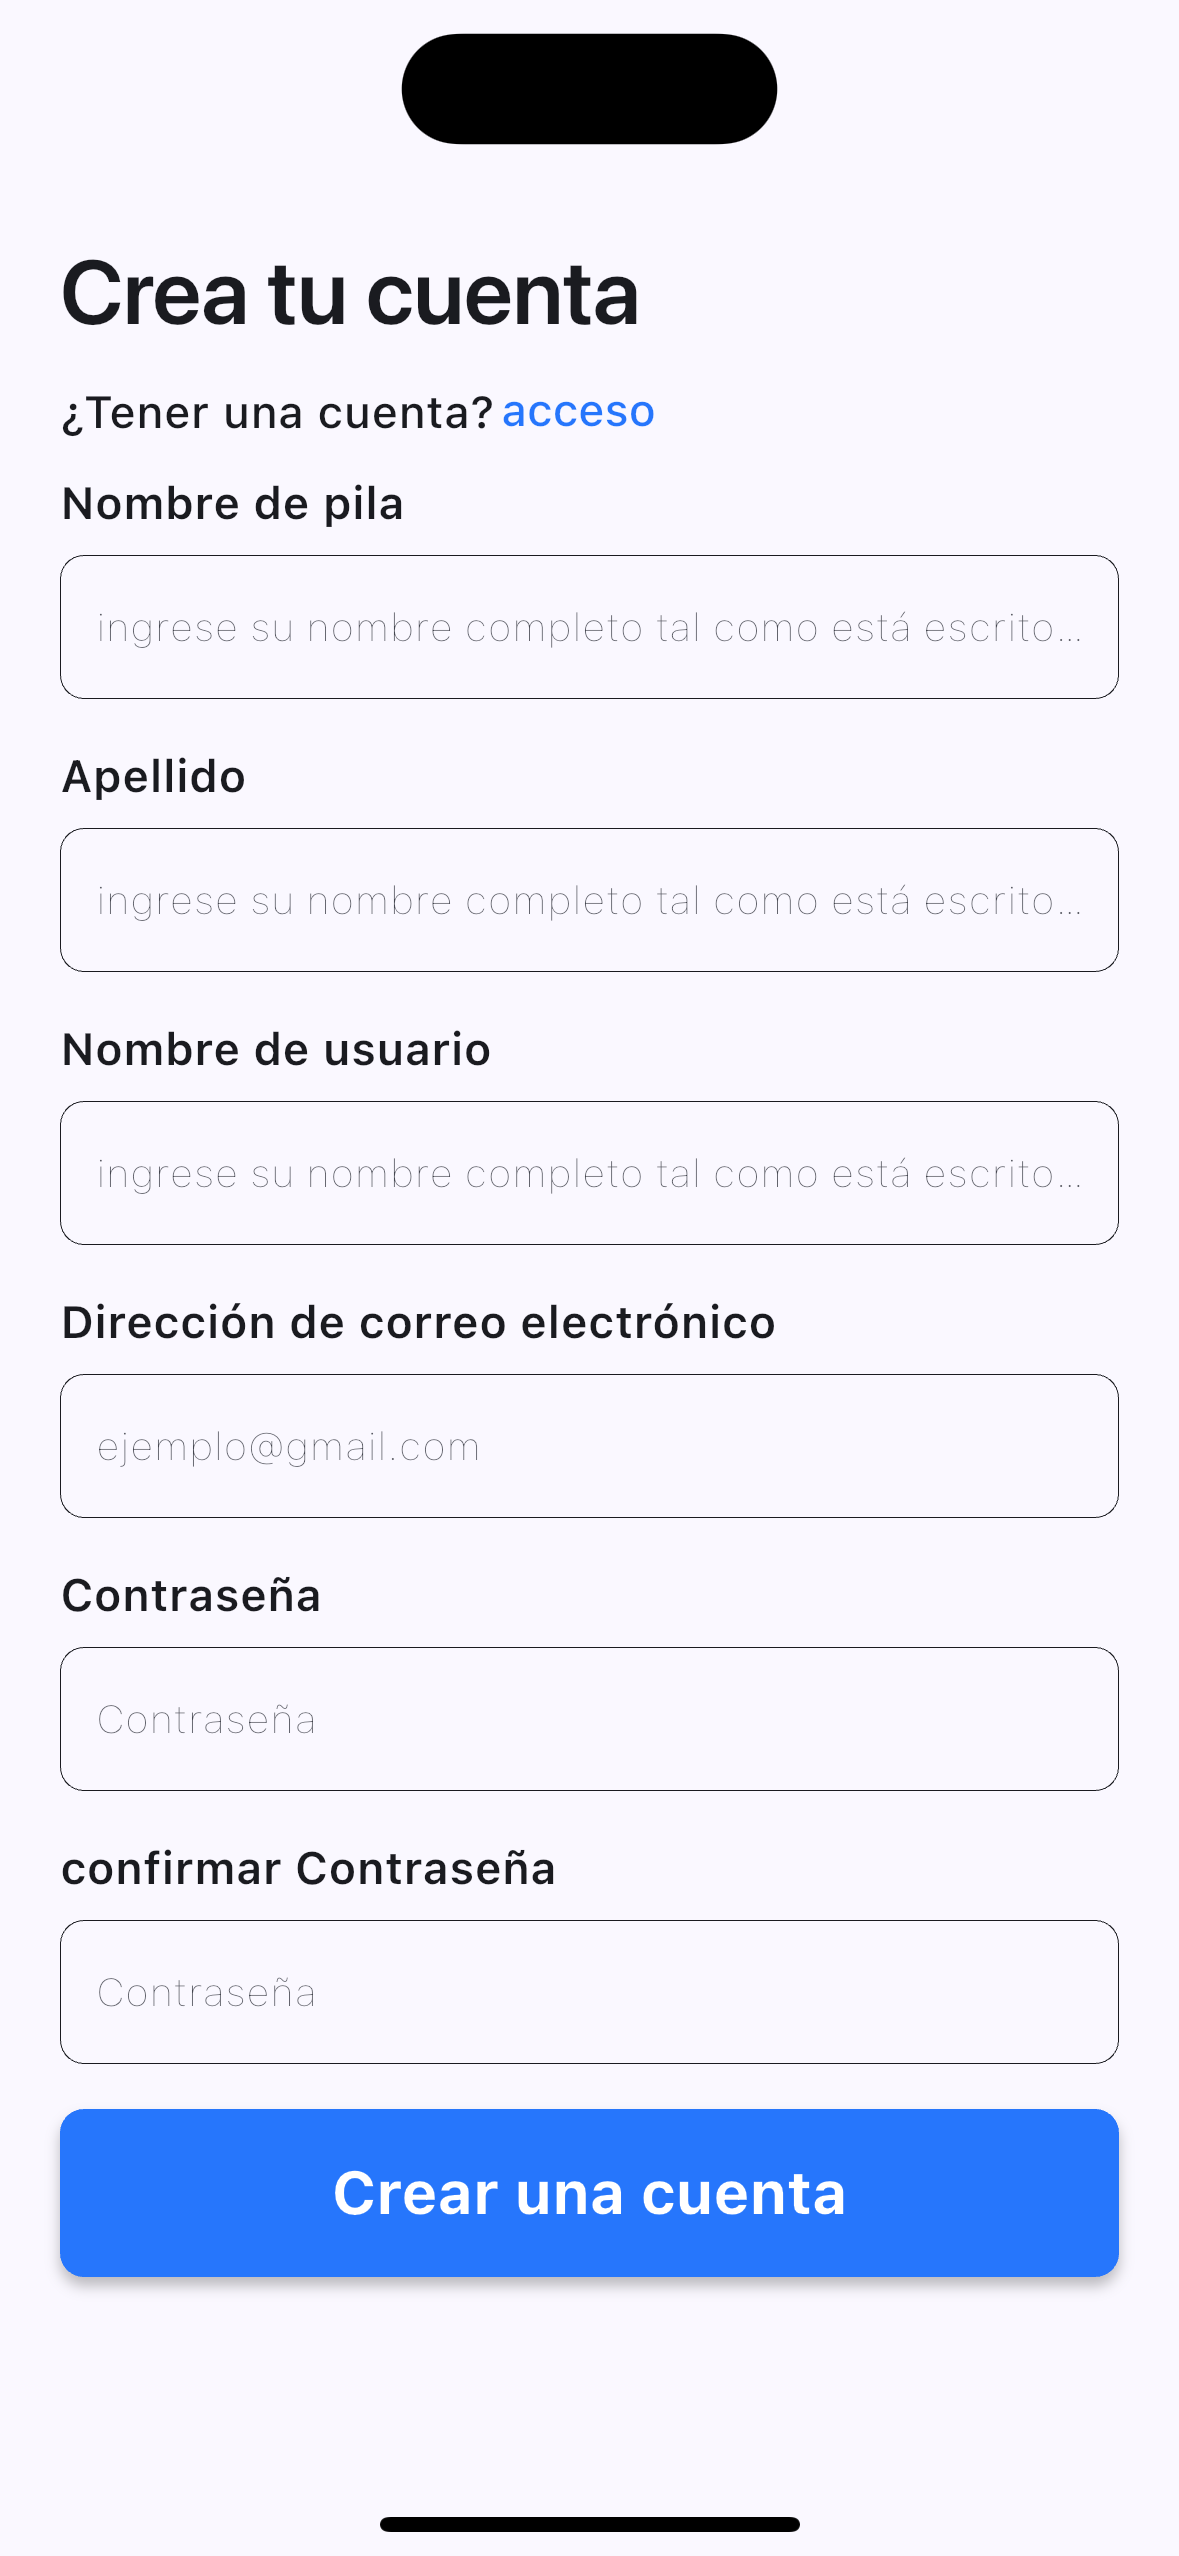 Crea tu cuenta
¿Tener una cuenta? acceso
Nombre de pila
ingrese su nombre completo tal como está escrito...
Apellido
ingrese su nombre completo tal como está escrito...
Nombre de usuario
ingrese su nombre completo tal como está escrito...
Dirección de correo electrónico
ejemplo@gmail.com
Contraseña
Contraseña
confirmar Contraseña
Contraseña
Crear una cuenta